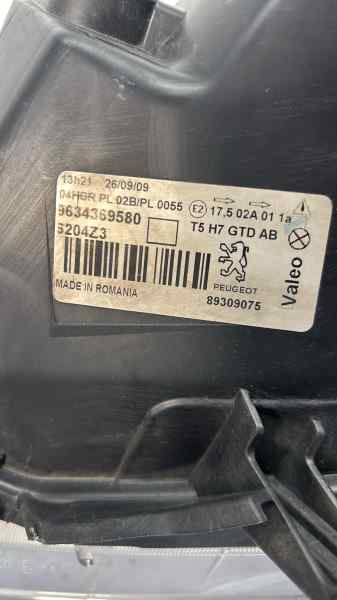 13h21 26/09/09
04HCR PL 02B/PL 0055
E2 17,5 02A 01 1a
9634369580
T5 H7 GTD AB
6204Z3
PEUGEOT
89309075
MADE IN ROMANIA
Valeo